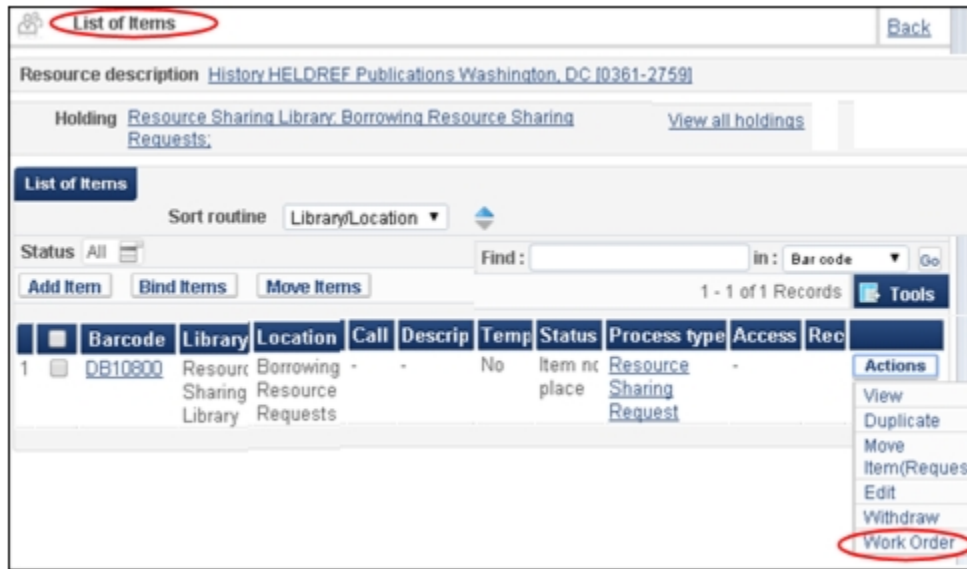 List of Items
Back
Resource description History HELDREF Publications Washington, DC [0361-2759]
Holding Resource Sharing Library: Borrowing Resource Sharing Requests; View all holdings
List of Items
Sort routine Library/Location
Status All
Find : in : Bar code Go
Add Item Bind Items Move Items 1 - 1 of 1 Records Tools
Barcode Library Location Call Descrip Temp Status Process type Access Rec
1 DB10800 Resourc Borrowing - - No Item nc Resource - Actions
Sharing Resource place Sharing
Library Requests Request
View
Duplicate
Move
Item(Reques
Edit
Withdraw
Work Order